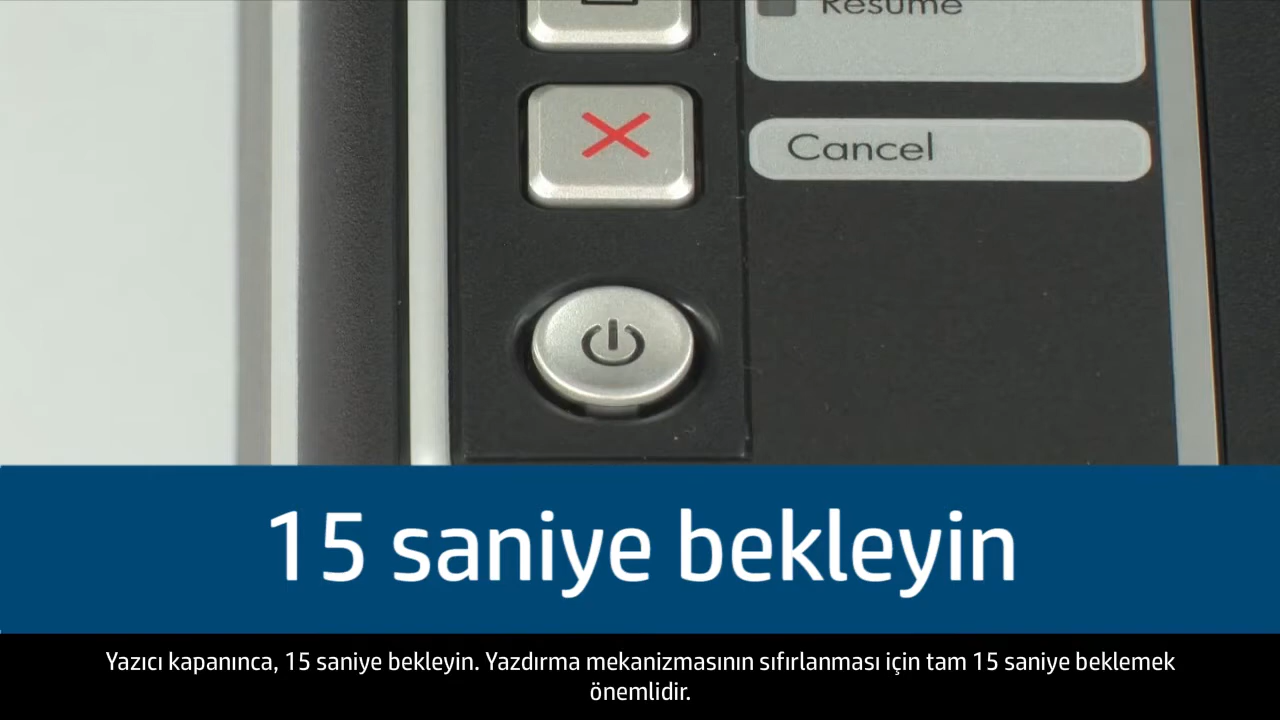 Resume
Cancel
15 saniye bekleyin
Yazıcı kapanınca, 15 saniye bekleyin. Yazdırma mekanizmasının sıfırlanması için tam 15 saniye beklemek
önemlidir.